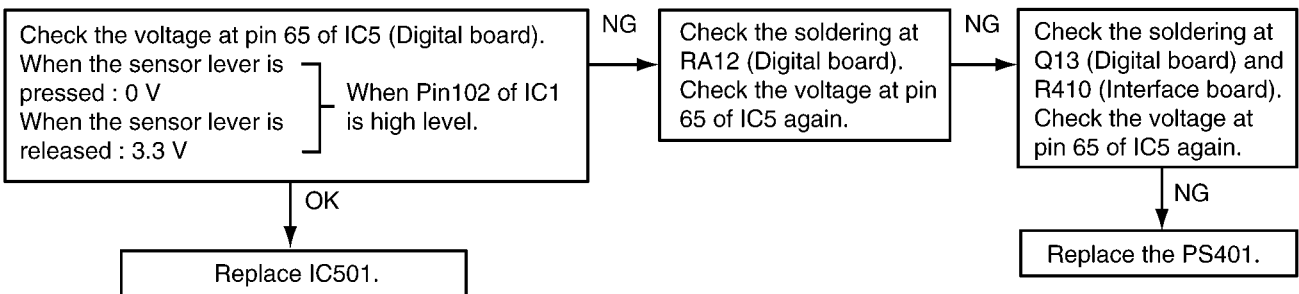 Check the voltage at pin 65 of IC5 (Digital board).
When the sensor lever is
pressed : 0 V
When the sensor lever is
released : 3.3 V
When Pin102 of IC1
is high level.
NG
Check the soldering at
RA12 (Digital board).
Check the voltage at pin
65 of IC5 again.
NG
Check the soldering at
Q13 (Digital board) and
R410 (Interface board).
Check the voltage at
pin 65 of IC5 again.
OK
NG
Replace IC501.
Replace the PS401.